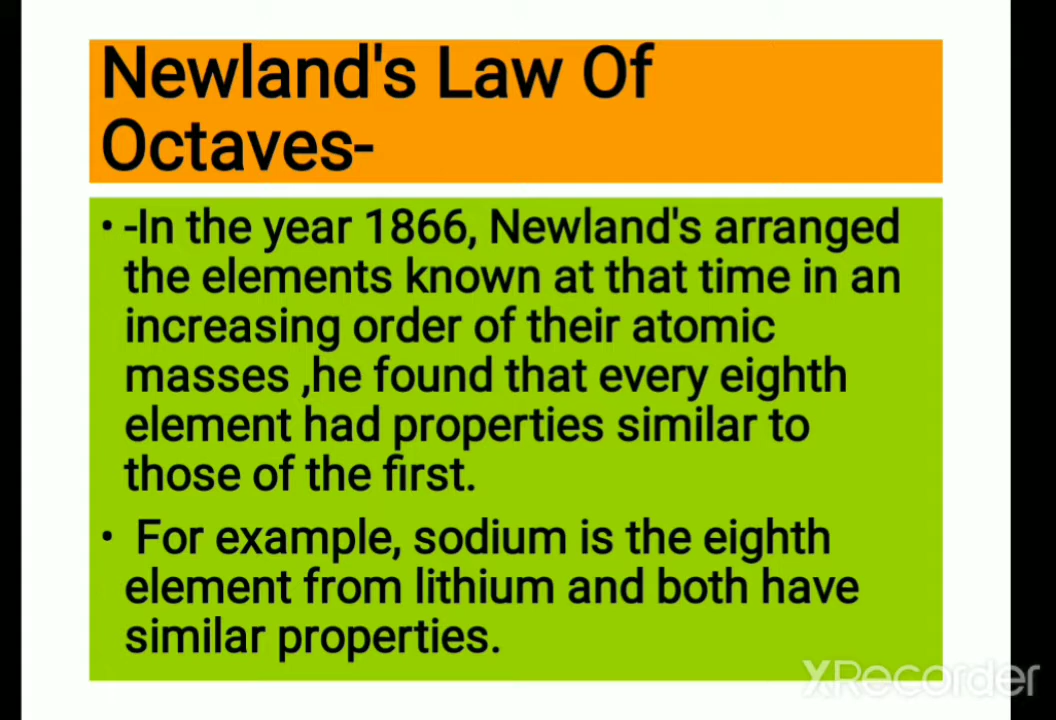 Newland's Law Of
Octaves-
• -In the year 1866, Newland's arranged
the elements known at that time in an
increasing order of their atomic
masses ,he found that every eighth
element had properties similar to
those of the first.
• For example, sodium is the eighth
element from lithium and both have
similar properties.
XRecorder